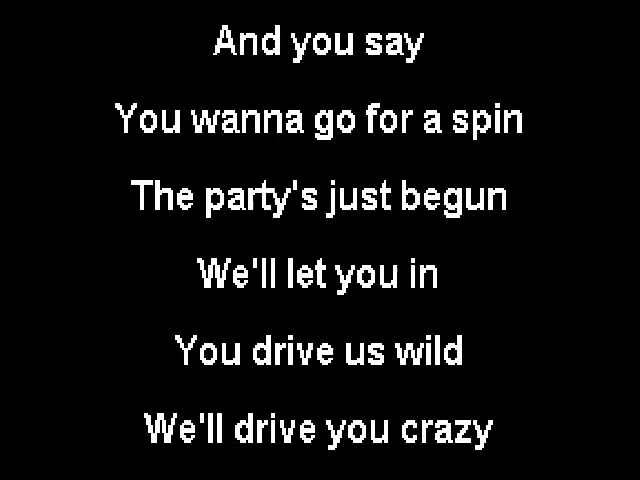 And you say
You wanna go for a spin
The party's just begun
We'll let you in
You drive us wild
We'll drive you crazy